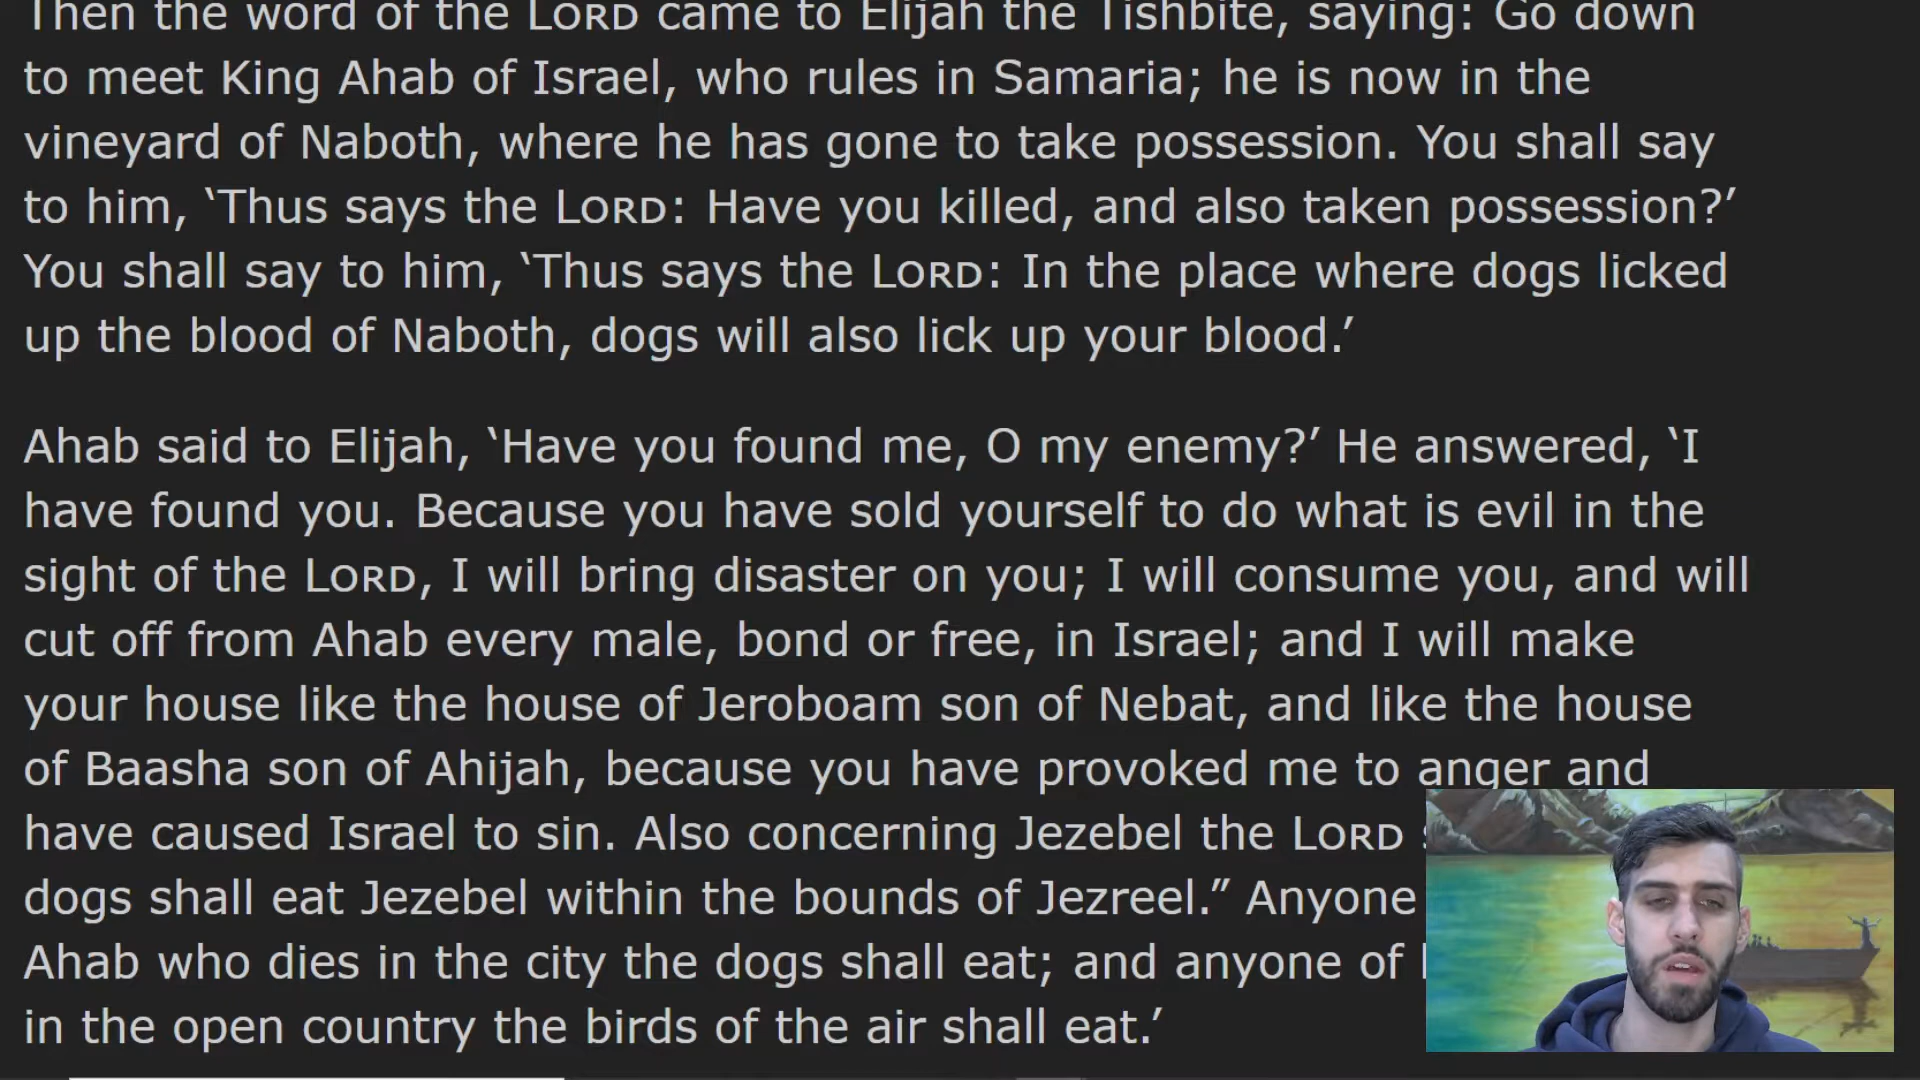 Then the word of the LORD came to Elijah the Tishbite, saying: Go down
to meet King Ahab of Israel, who rules in Samaria; he is now in the
vineyard of Naboth, where he has gone to take possession. You shall say
to him, ‘Thus says the LORD: Have you killed, and also taken possession?’
You shall say to him, ‘Thus says the LORD: In the place where dogs licked
up the blood of Naboth, dogs will also lick up your blood.’
Ahab said to Elijah, ‘Have you found me, O my enemy?’ He answered, ‘I
have found you. Because you have sold yourself to do what is evil in the
sight of the LORD, I will bring disaster on you; I will consume you, and will
cut off from Ahab every male, bond or free, in Israel; and I will make
your house like the house of Jeroboam son of Nebat, and like the house
of Baasha son of Ahijah, because you have provoked me to anger and
have caused Israel to sin. Also concerning Jezebel the LORD
dogs shall eat Jezebel within the bounds of Jezreel.” Anyone
Ahab who dies in the city the dogs shall eat; and anyone of
in the open country the birds of the air shall eat.’